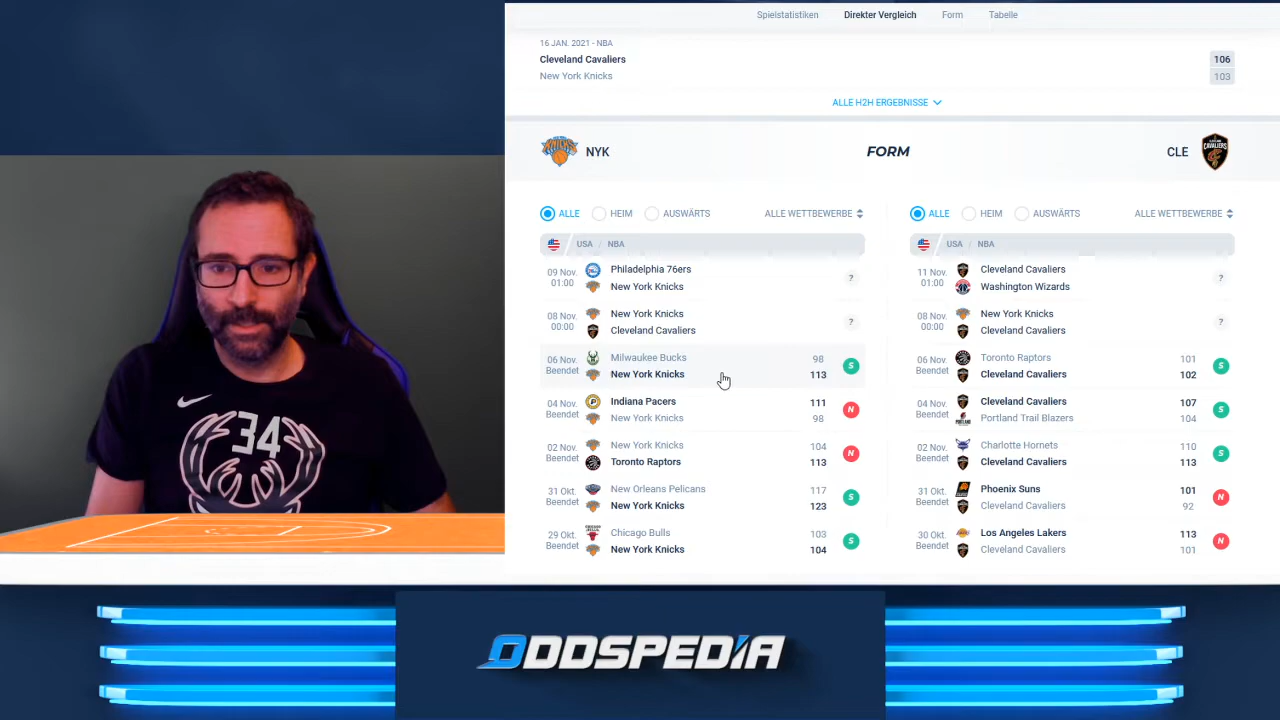 Spielstatistiken Direkter Vergleich Form Tabelle
16 JAN. 2021 - NBA
Cleveland Cavaliers 106
New York Knicks 103
ALLE H2H ERGEBNISSE
NYK FORM CLE
ALLE HEIM AUSWÄRTS ALLE WETTBEWERBE
USA / NBA
09 Nov. 01:00 Philadelphia 76ers
New York Knicks ?
08 Nov. 00:00 New York Knicks
Cleveland Cavaliers ?
06 Nov. Beendet Milwaukee Bucks 98
New York Knicks 113 S
04 Nov. Beendet Indiana Pacers 111
New York Knicks 98 N
02 Nov. Beendet New York Knicks 104
Toronto Raptors 113 N
31 Okt. Beendet New Orleans Pelicans 117
New York Knicks 123 S
29 Okt. Beendet Chicago Bulls 103
New York Knicks 104 S
ALLE HEIM AUSWÄRTS ALLE WETTBEWERBE
USA / NBA
11 Nov. 01:00 Cleveland Cavaliers
Washington Wizards ?
08 Nov. 00:00 New York Knicks
Cleveland Cavaliers ?
06 Nov. Beendet Toronto Raptors 101
Cleveland Cavaliers 102 S
04 Nov. Beendet Cleveland Cavaliers 107
Portland Trail Blazers 104 S
02 Nov. Beendet Charlotte Hornets 110
Cleveland Cavaliers 113 S
31 Okt. Beendet Phoenix Suns 101
Cleveland Cavaliers 92 N
30 Okt. Beendet Los Angeles Lakers 113
Cleveland Cavaliers 101 N
34
ODDSPEDIA